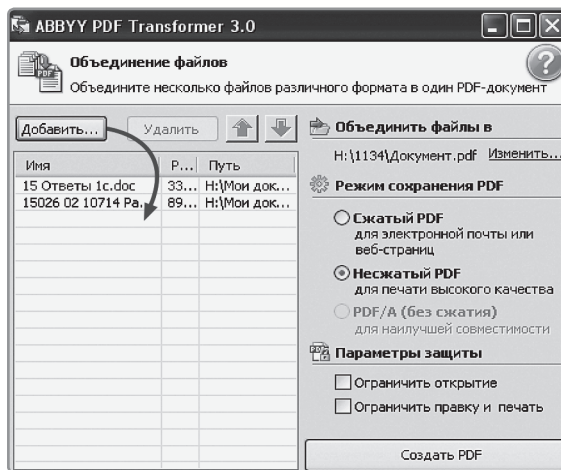 ABBYY PDF Transformer 3.0
Объединение файлов
Объедините несколько файлов различного формата в один PDF-документ
Добавить...
Удалить
Имя Р... Путь
15 Ответы 1с.doc 33... H:\Мои док...
15026 02 10714 Ра... 89... H:\Мои док...
Объединить файлы в
H:\1134\Документ.pdf Изменить...
Режим сохранения PDF
Сжатый PDF
для электронной почты или
веб-страниц
Несжатый PDF
для печати высокого качества
PDF/A (без сжатия)
для наилучшей совместимости
Параметры защиты
Ограничить открытие
Ограничить правку и печать
Создать PDF